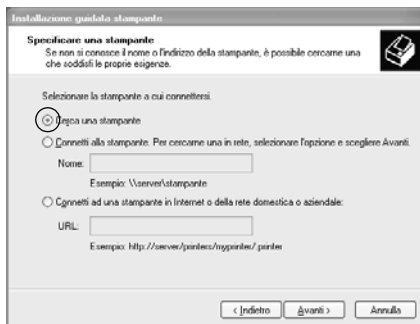 Installazione guidata stampante
Specificare una stampante
Se non si conosce il nome o l'indirizzo della stampante, è possibile cercarne una
che soddisfi le proprie esigenze.
Selezionare la stampante a cui connettersi.
Cerca una stampante
Connetti alla stampante. Per cercarne una in rete, selezionare l'opzione e scegliere Avanti.
Nome:
Esempio: \\server\stampante
Connetti ad una stampante in Internet o della rete domestica o aziendale:
URL:
Esempio: http://server/printers/myprinter/.printer
< Indietro Avanti > Annulla